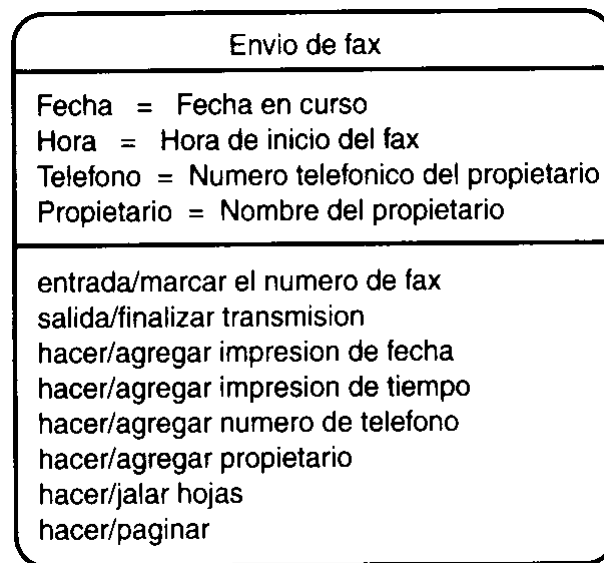 Envio de fax
Fecha = Fecha en curso
Hora = Hora de inicio del fax
Telefono = Numero telefonico del propietario
Propietario = Nombre del propietario
entrada/marcar el numero de fax
salida/finalizar transmision
hacer/agregar impresion de fecha
hacer/agregar impresion de tiempo
hacer/agregar numero de telefono
hacer/agregar propietario
hacer/jalar hojas
hacer/paginar